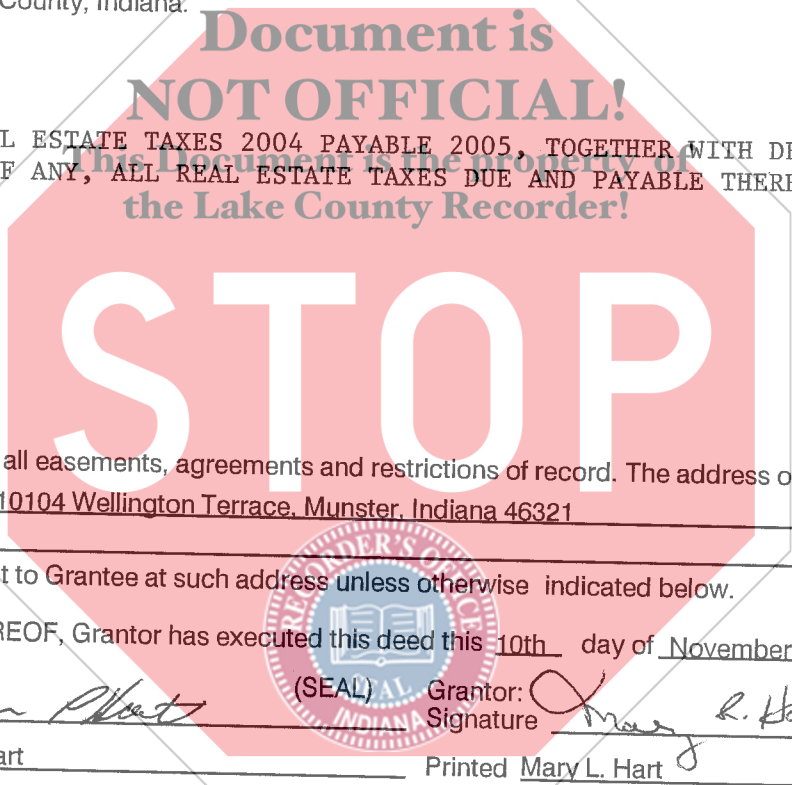 County, Indiana.
Document is
NOT OFFICIAL!
L ESTATE TAXES 2004 PAYABLE 2005, TOGETHER WITH DE
This Document is the property of
F ANY, ALL REAL ESTATE TAXES DUE AND PAYABLE THERE
the Lake County Recorder!
STOP
all easements, agreements and restrictions of record. The address o
10104 Wellington Terrace, Munster, Indiana 46321
t to Grantee at such address unless otherwise indicated below.
REOF, Grantor has executed this deed this 10th day of November
RECORDER'S OFFICE
SEAL
INDIANA
(SEAL) Grantor:
Signature Mary
art
Printed Mary L. Hart